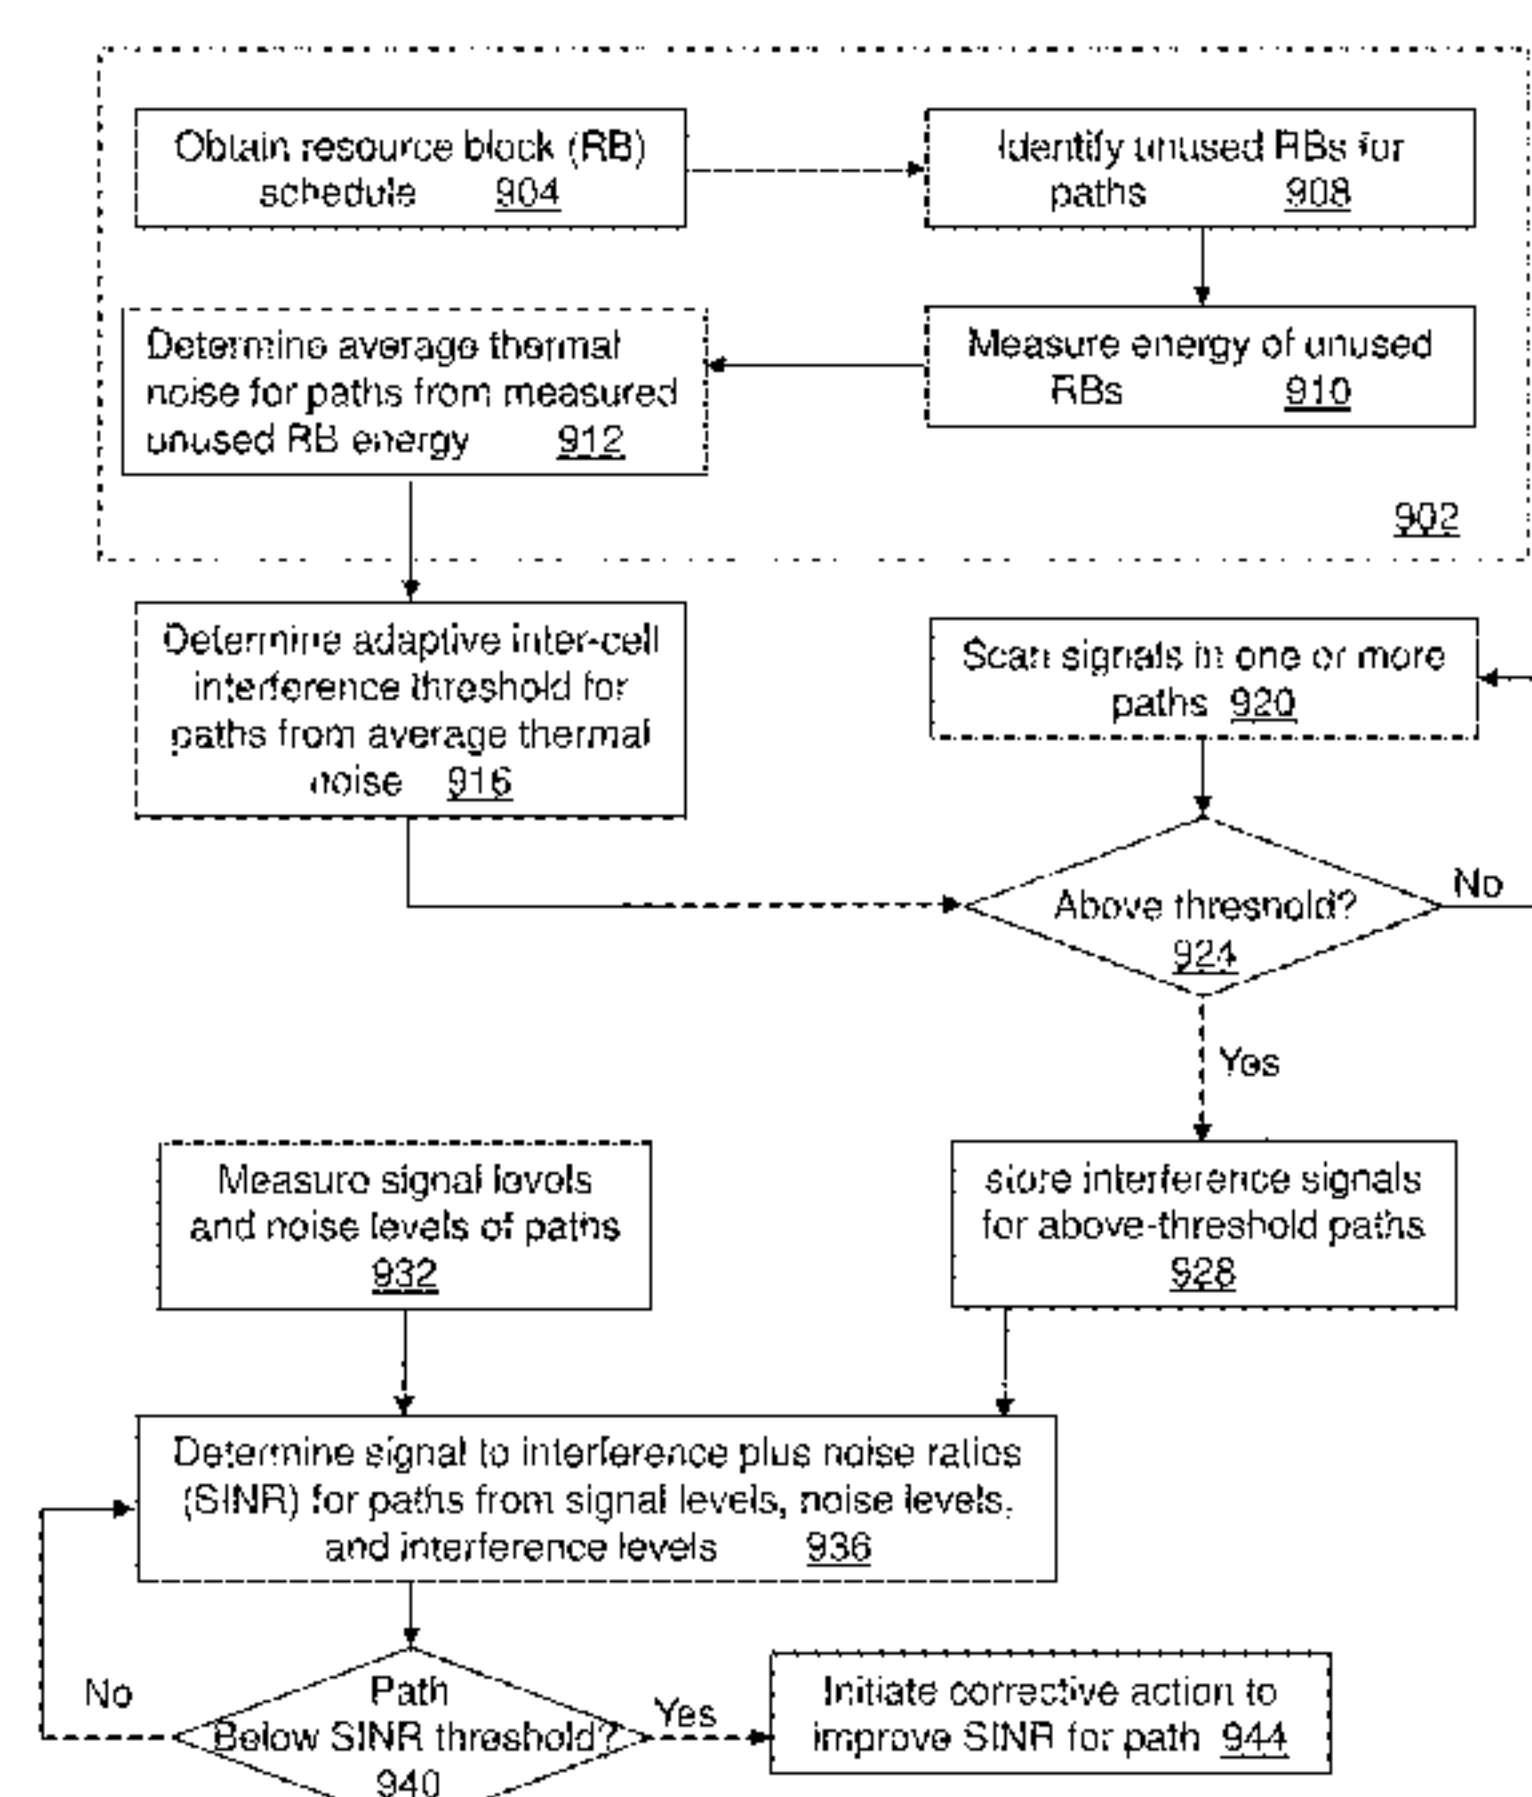 Obtain resource block (RB)
schedule 904
Identify unused RBs for
paths 908
Determine average thermal
noise for paths from measured
unused RB energy 912
Measure energy of unused
RBs 910
902
Determine adaptive inter-cell
interference threshold for
paths from average thermal
noise 916
Scan signals in one or more
paths 920
Above threshold?
924
No
Yes
Measure signal levels
and noise levels of paths
932
store interference signals
for above-threshold paths
928
Determine signal to interference plus noise ratios
(SINR) for paths from signal levels, noise levels,
and interference levels 936
No
Path
Below SINR threshold?
940
Yes
Initiate corrective action to
improve SINR for path 944